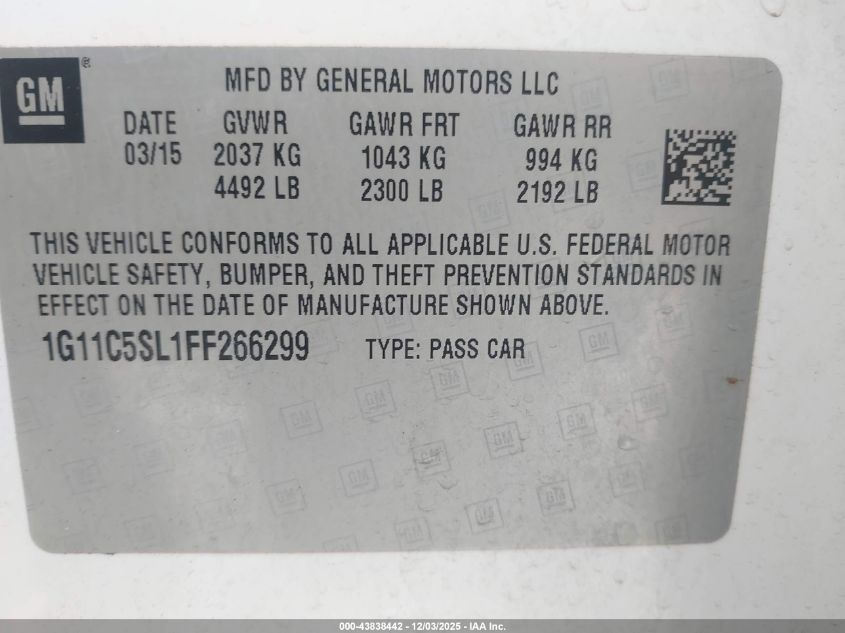 GM ®
MFD BY GENERAL MOTORS LLC
DATE GVWR GAWR FRT GAWR RR
03/15 2037 KG 1043 KG 994 KG
4492 LB 2300 LB 2192 LB
THIS VEHICLE CONFORMS TO ALL APPLICABLE U.S. FEDERAL MOTOR
VEHICLE SAFETY, BUMPER, AND THEFT PREVENTION STANDARDS IN
EFFECT ON THE DATE OF MANUFACTURE SHOWN ABOVE.
1G11C5SL1FF266299 TYPE: PASS CAR
000-43838442 - 12/03/2025 - IAA Inc.